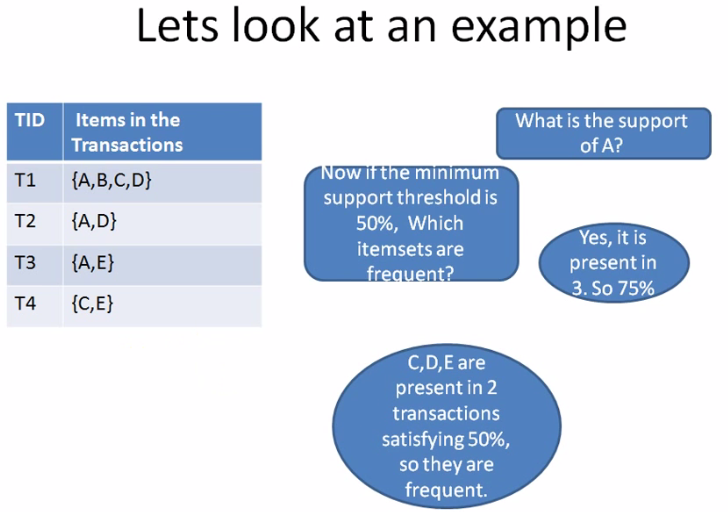 Lets look at an example
TID Items in the
Transactions
T1 {A,B,C,D}
T2 {A,D}
T3 {A,E}
T4 {C,E}
What is the support
of A?
Now if the minimum
support threshold is
50%, Which
itemsets are
frequent?
Yes, it is
present in
3. So 75%
C,D,E are
present in 2
transactions
satisfying 50%,
so they are
frequent.